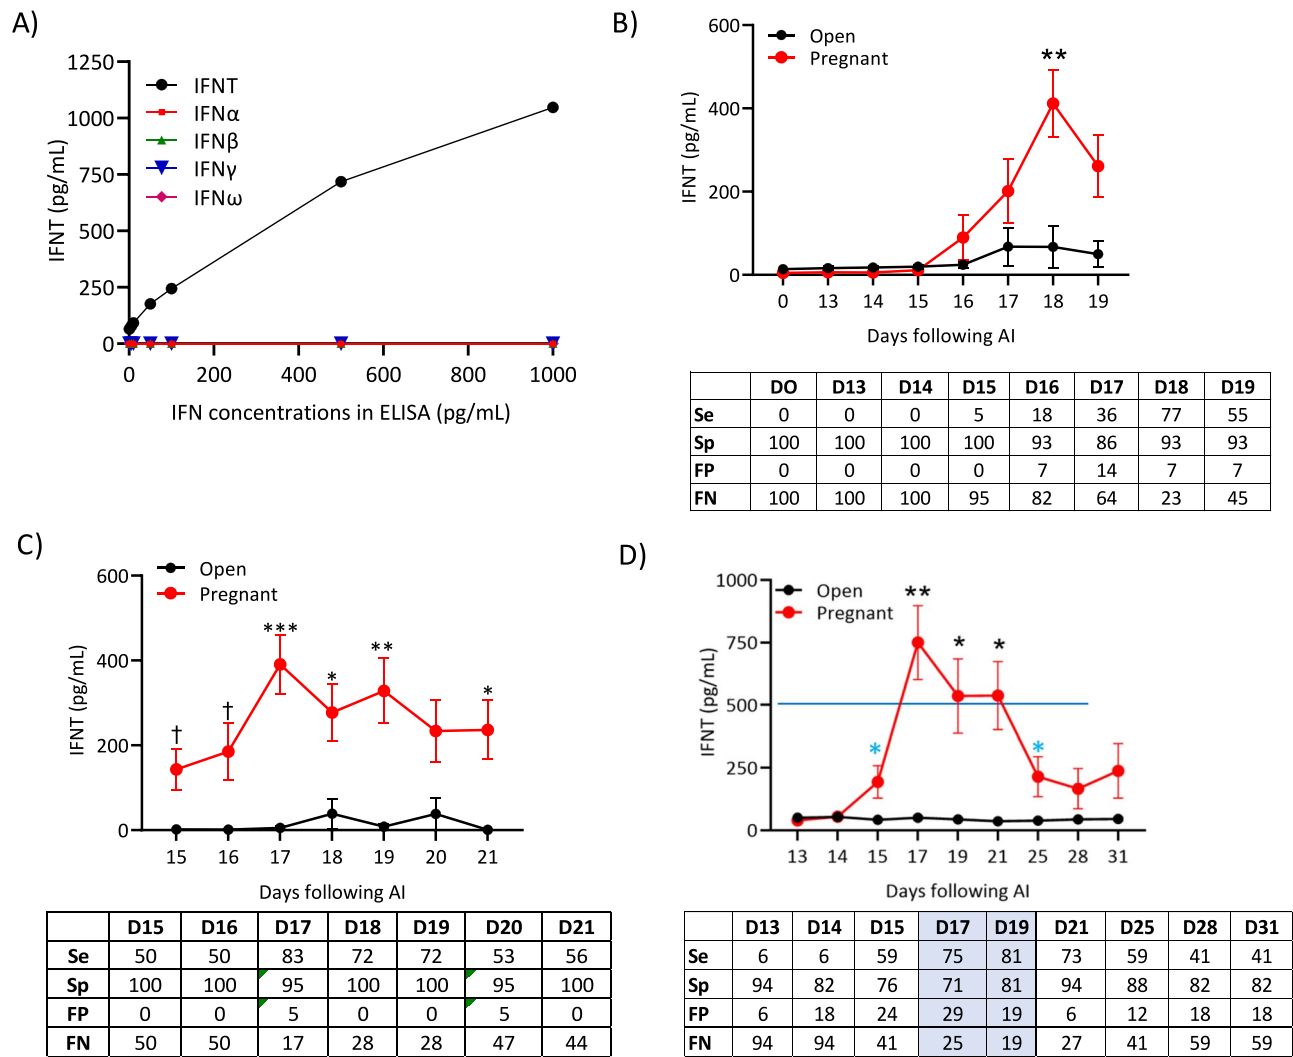 A)
1250
1000
750
500
250
0
IFNT (pg/mL)
IFNT
IFNα
IFNβ
IFNγ
IFNω
0 200 400 600 800 1000
IFN concentrations in ELISA (pg/mL)
B)
600
400
200
0
IFNT (pg/mL)
Open
Pregnant
**
0 13 14 15 16 17 18 19
Days following AI
DO D13 D14 D15 D16 D17 D18 D19
Se 0 0 0 5 18 36 77 55
Sp 100 100 100 100 93 86 93 93
FP 0 0 0 0 7 14 7 7
FN 100 100 100 95 82 64 23 45
C)
600
400
200
0
IFNT (pg/mL)
Open
Pregnant
† † *** * ** *
15 16 17 18 19 20 21
Days following AI
D15 D16 D17 D18 D19 D20 D21
Se 50 50 83 72 72 53 56
Sp 100 100 95 100 100 95 100
FP 0 0 5 0 0 5 0
FN 50 50 17 28 28 47 44
D)
1000
750
500
250
0
IFNT (pg/mL)
Open
Pregnant
* ** * * *
13 14 15 17 19 21 25 28 31
Days following AI
D13 D14 D15 D17 D19 D21 D25 D28 D31
Se 6 6 59 75 81 73 59 41 41
Sp 94 82 76 71 81 94 88 82 82
FP 6 18 24 29 19 6 12 18 18
FN 94 94 41 25 19 27 41 59 59